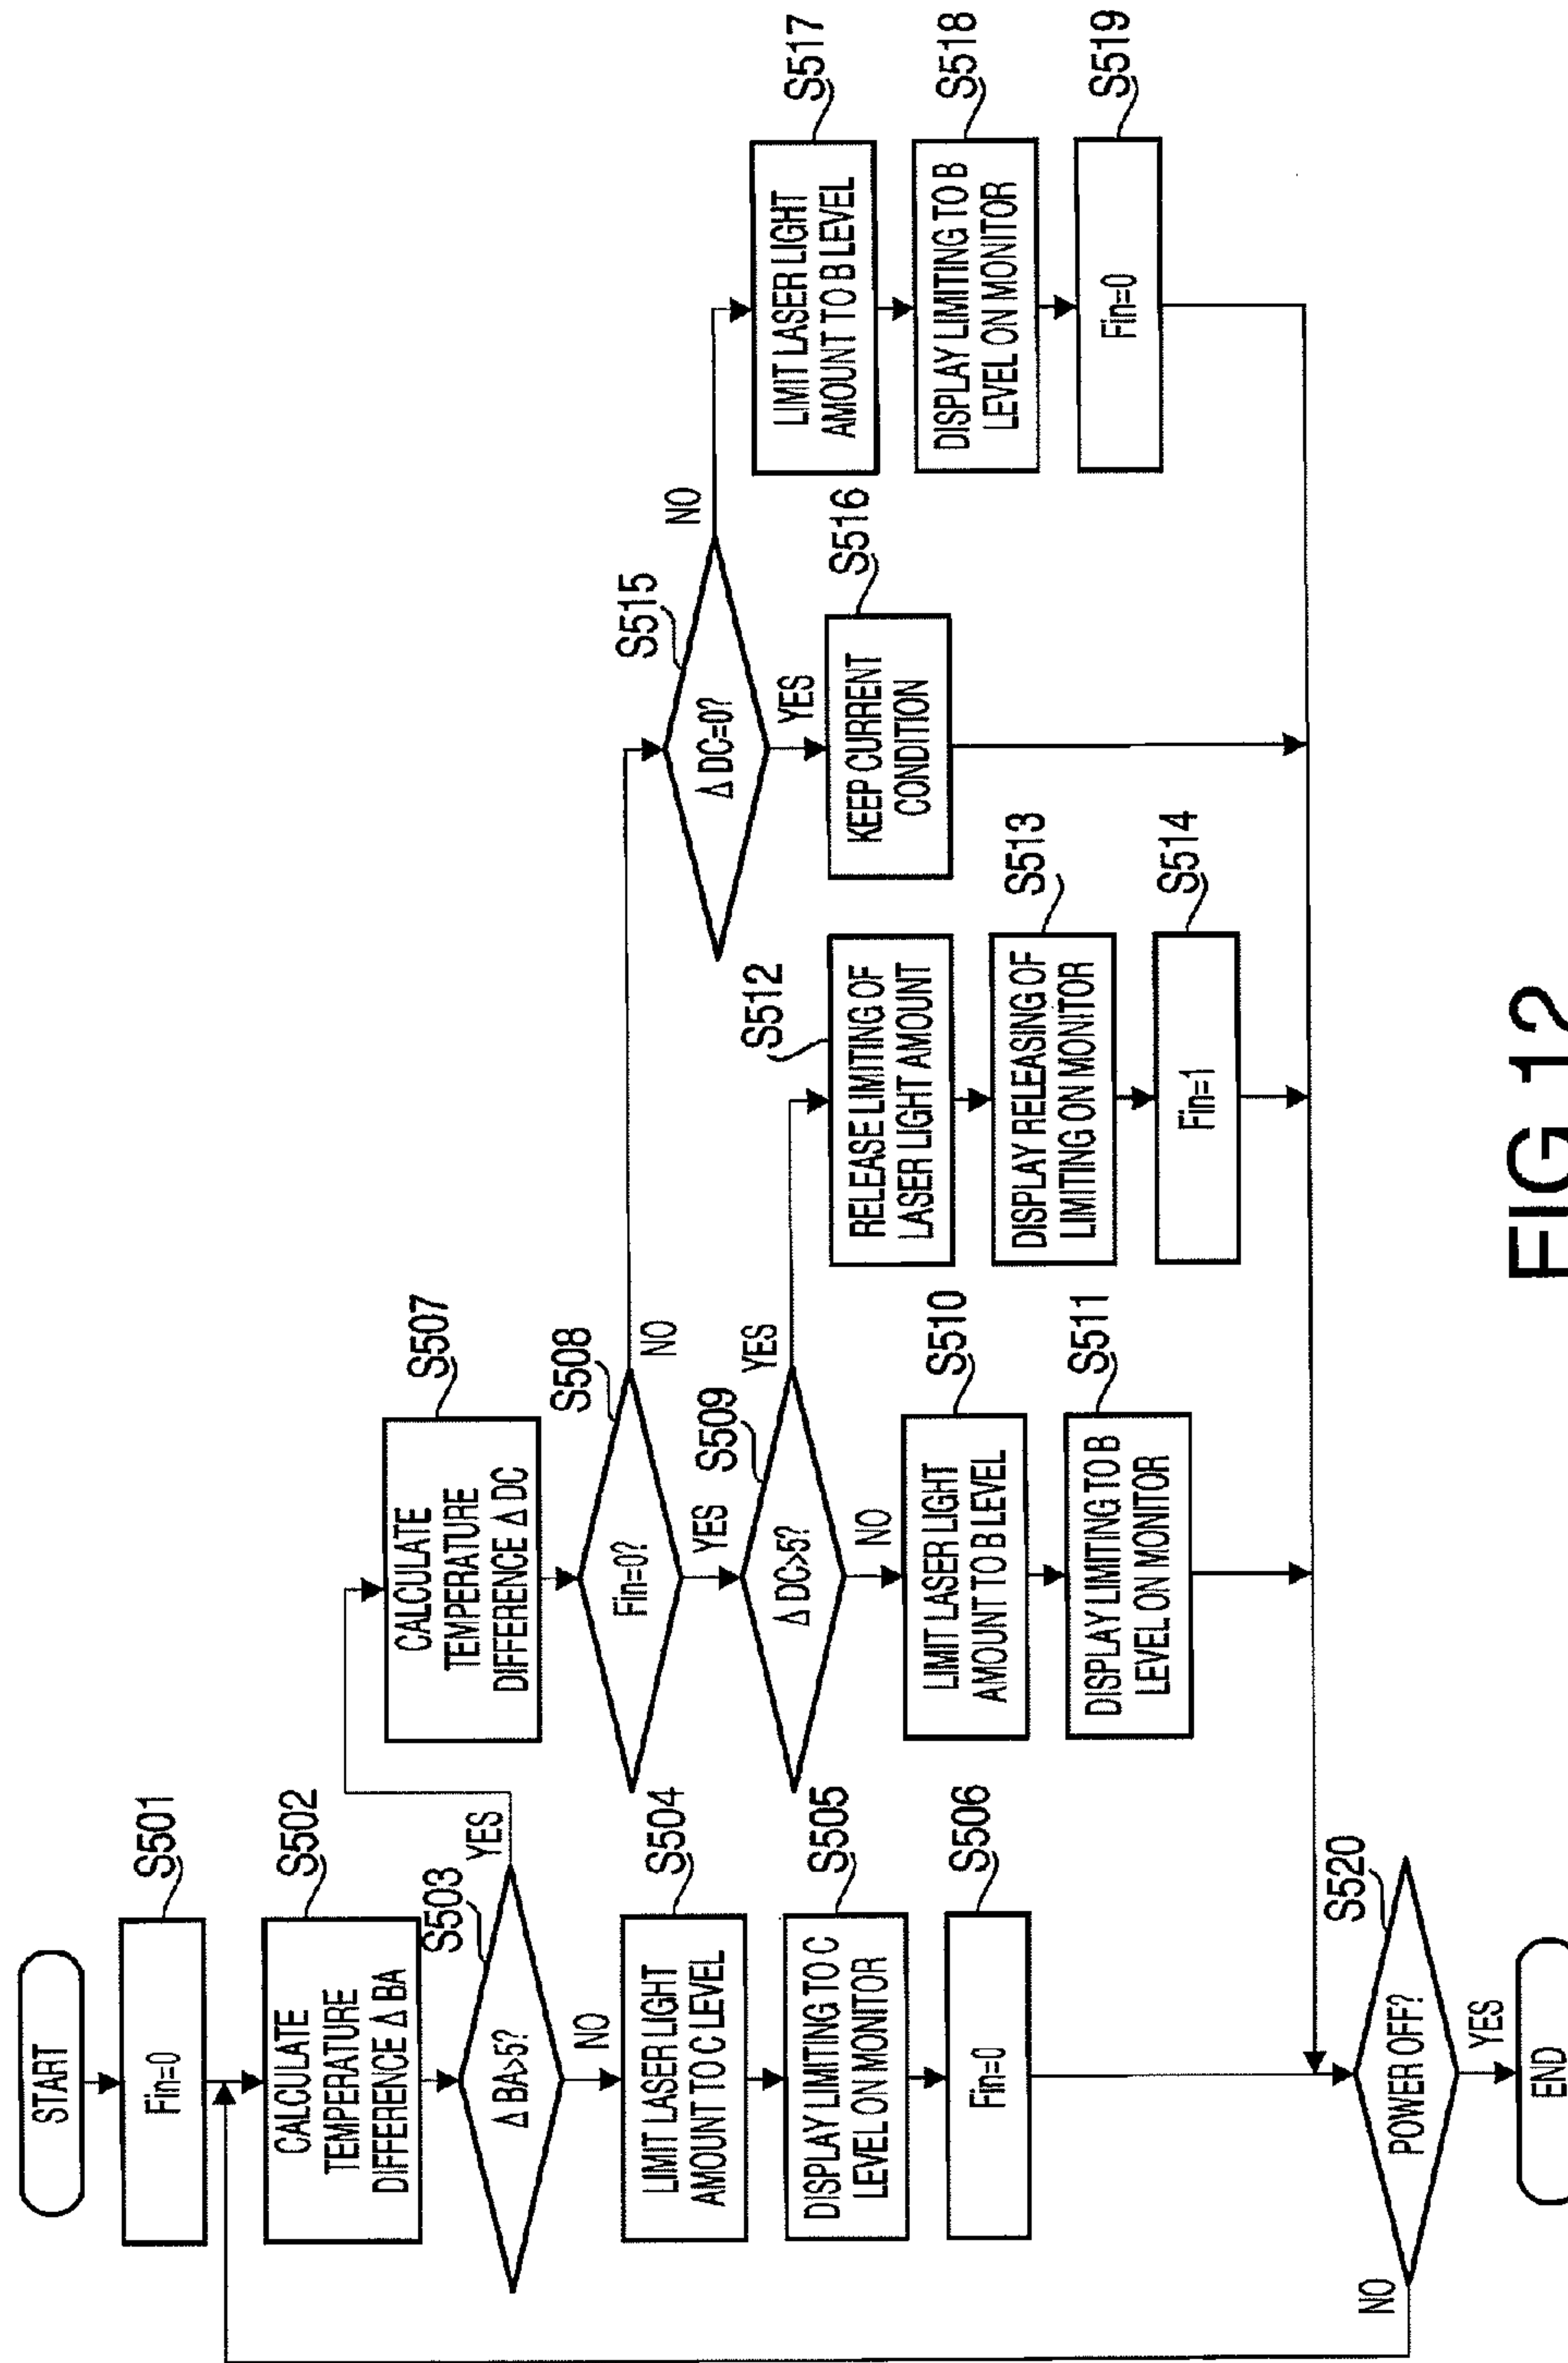 START
S501
Fin=0
S502
CALCULATE
TEMPERATURE
DIFFERENCE Δ BA
S503
Δ BA>5?
YES
NO
S504
LIMIT LASER LIGHT
AMOUNT TO C LEVEL
S505
DISPLAY LIMITING TO C
LEVEL ON MONITOR
S506
Fin=0
S507
CALCULATE
TEMPERATURE
DIFFERENCE Δ DC
S508
Fin=0?
NO
YES
S509
Δ DC>5?
YES
NO
S510
LIMIT LASER LIGHT
AMOUNT TO B LEVEL
S511
DISPLAY LIMITING TO B
LEVEL ON MONITOR
S512
RELEASE LIMITING OF
LASER LIGHT AMOUNT
S513
DISPLAY RELEASING OF
LIMITING ON MONITOR
S514
Fin=1
S515
Δ DC=0?
NO
YES
S516
KEEP CURRENT
CONDITION
S517
LIMIT LASER LIGHT
AMOUNT TO B LEVEL
S518
DISPLAY LIMITING TO B
LEVEL ON MONITOR
S519
Fin=0
S520
POWER OFF?
NO
YES
END
FIG 12